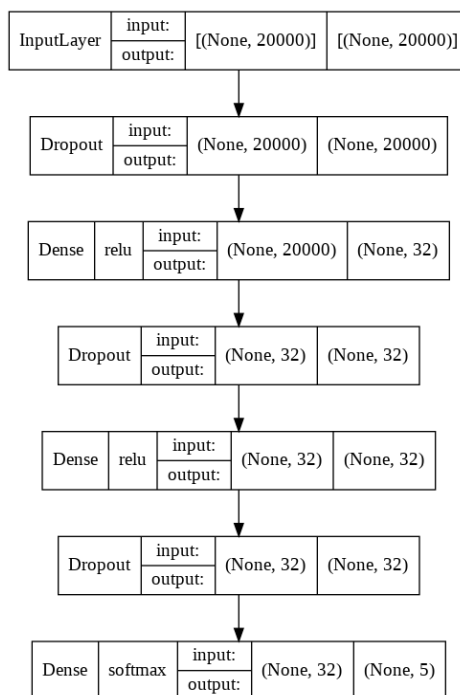 InputLayer input: output: [(None, 20000)] [(None, 20000)]
Dropout input: output: (None, 20000) (None, 20000)
Dense relu input: output: (None, 20000) (None, 32)
Dropout input: output: (None, 32) (None, 32)
Dense relu input: output: (None, 32) (None, 32)
Dropout input: output: (None, 32) (None, 32)
Dense softmax input: output: (None, 32) (None, 5)